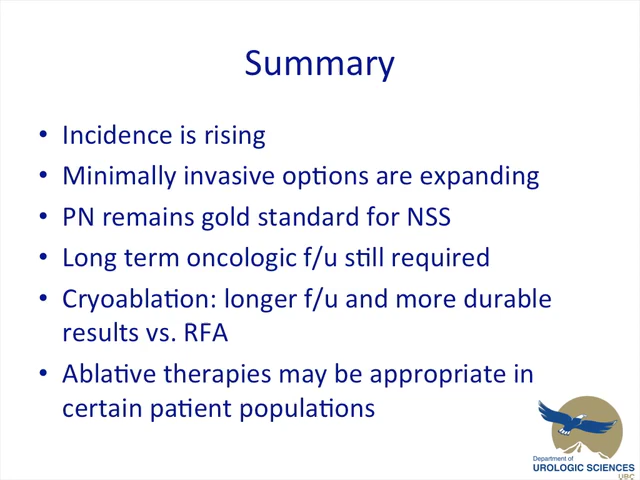 Summary
• Incidence is rising
• Minimally invasive options are expanding
• PN remains gold standard for NSS
• Long term oncologic f/u still required
• Cryoablation: longer f/u and more durable
results vs. RFA
• Ablative therapies may be appropriate in
certain patient populations
Department of
UROLOGIC SCIENCES
UBC